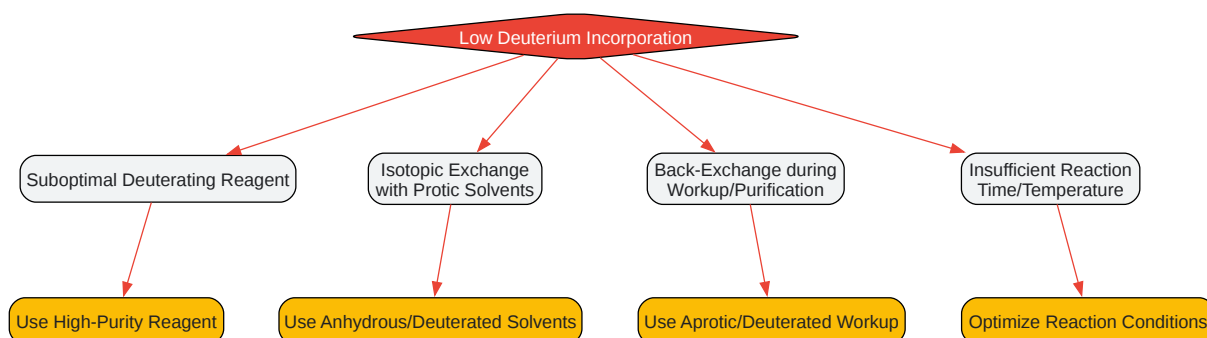 Low Deuterium Incorporation
Suboptimal Deuterating Reagent
Isotopic Exchange
with Protic Solvents
Back-Exchange during
Workup/Purification
Insufficient Reaction
Time/Temperature
Use High-Purity Reagent
Use Anhydrous/Deuterated Solvents
Use Aprotic/Deuterated Workup
Optimize Reaction Conditions